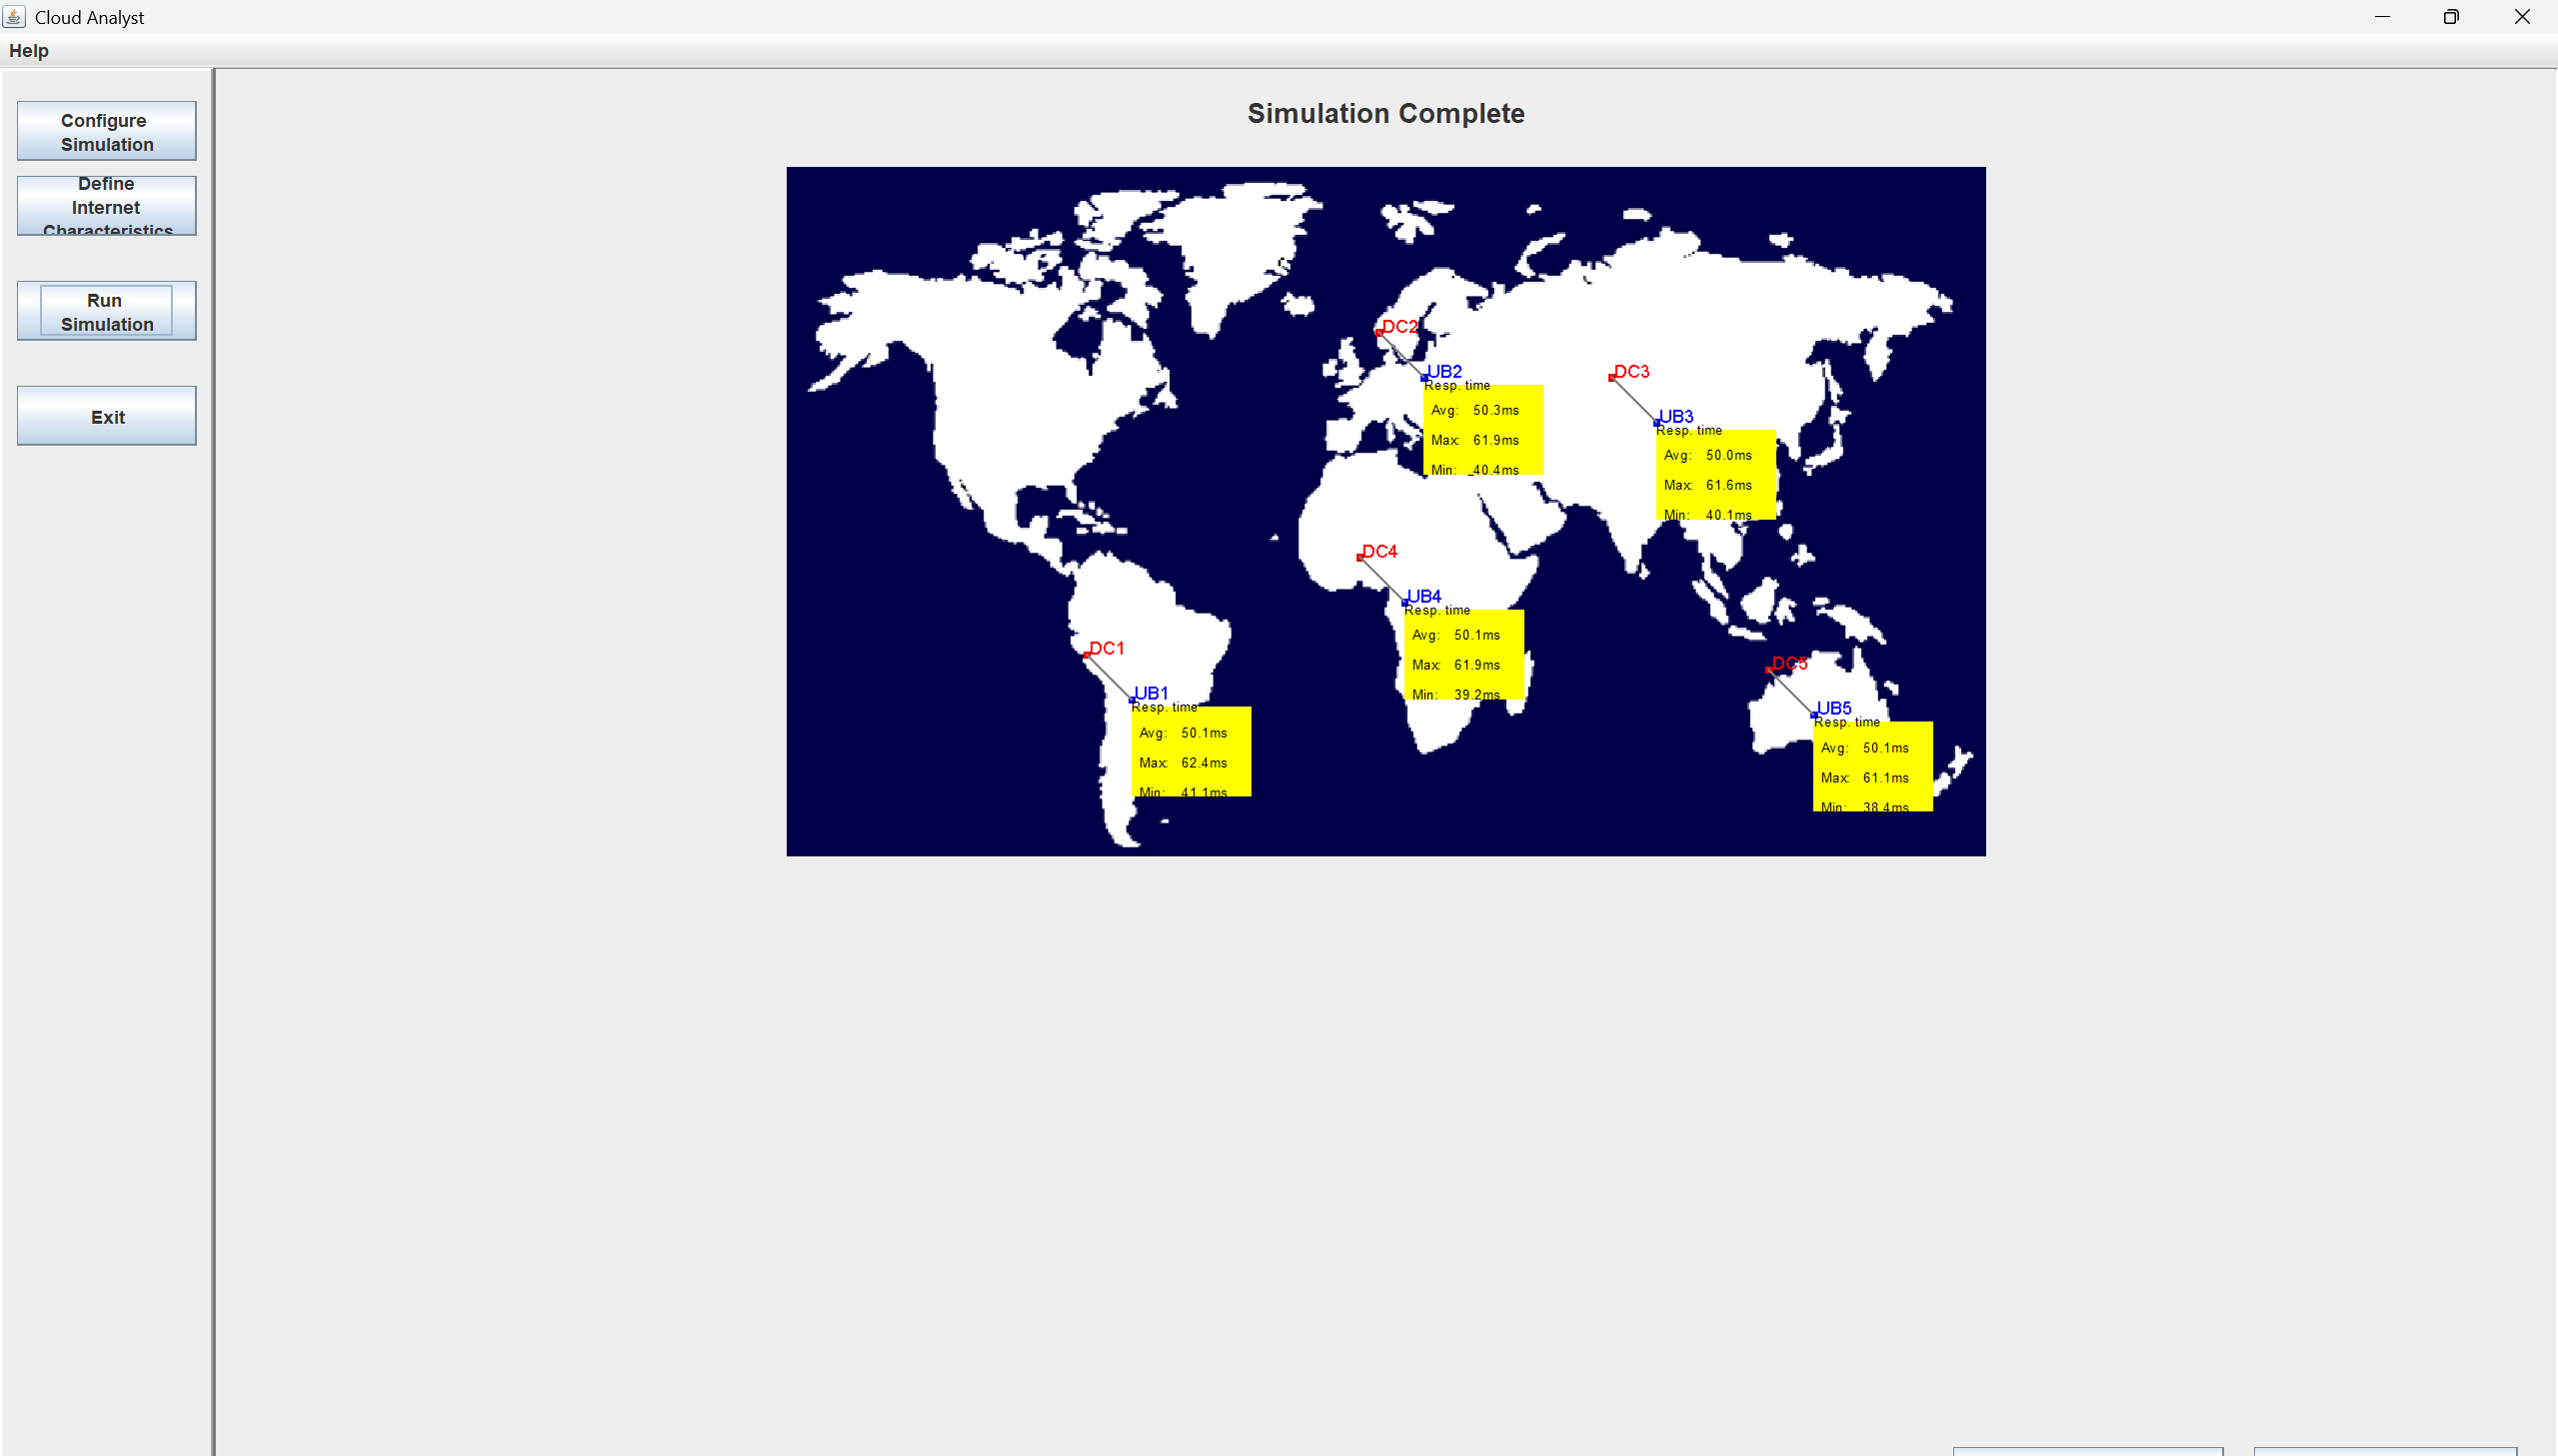 Cloud Analyst
Help
Configure
Simulation
Define
Internet
Characteristics
Run
Simulation
Exit
Simulation Complete
DC2
UB2
Resp. time
Avg: 50.3ms
Max: 61.9ms
Min: _40.4ms
DC3
UB3
Resp. time
Avg: 50.0ms
Max: 61.6ms
Min: 40.1ms
DC4
UB4
Resp. time
Avg: 50.1ms
Max: 61.9ms
Min: 39.2ms
DC1
UB1
Resp. time
Avg: 50.1ms
Max: 62.4ms
Min: 41.1ms
DC5
UB5
Resp. time
Avg: 50.1ms
Max: 61.1ms
Min: 38.4ms